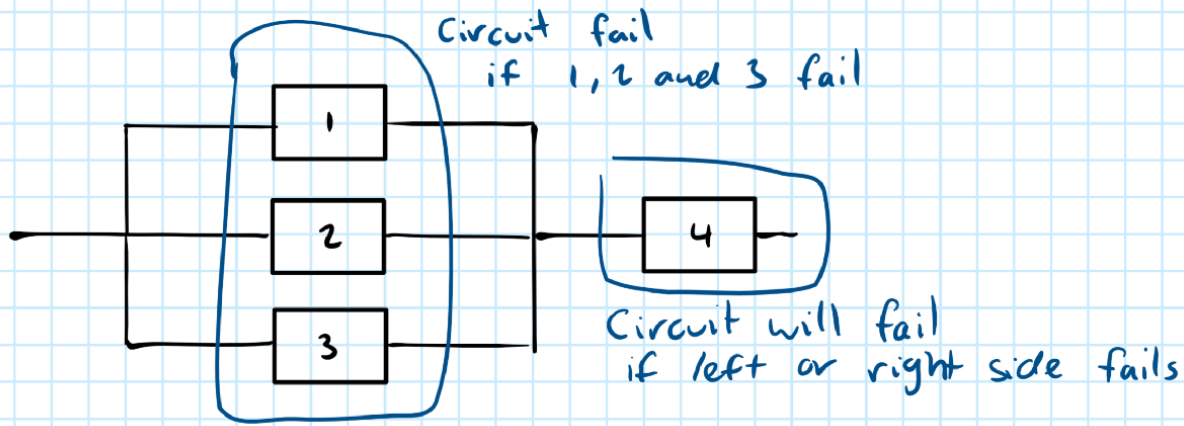 Circuit fail
if 1, 2 and 3 fail
1
2
3
4
Circuit will fail
if left or right side fails